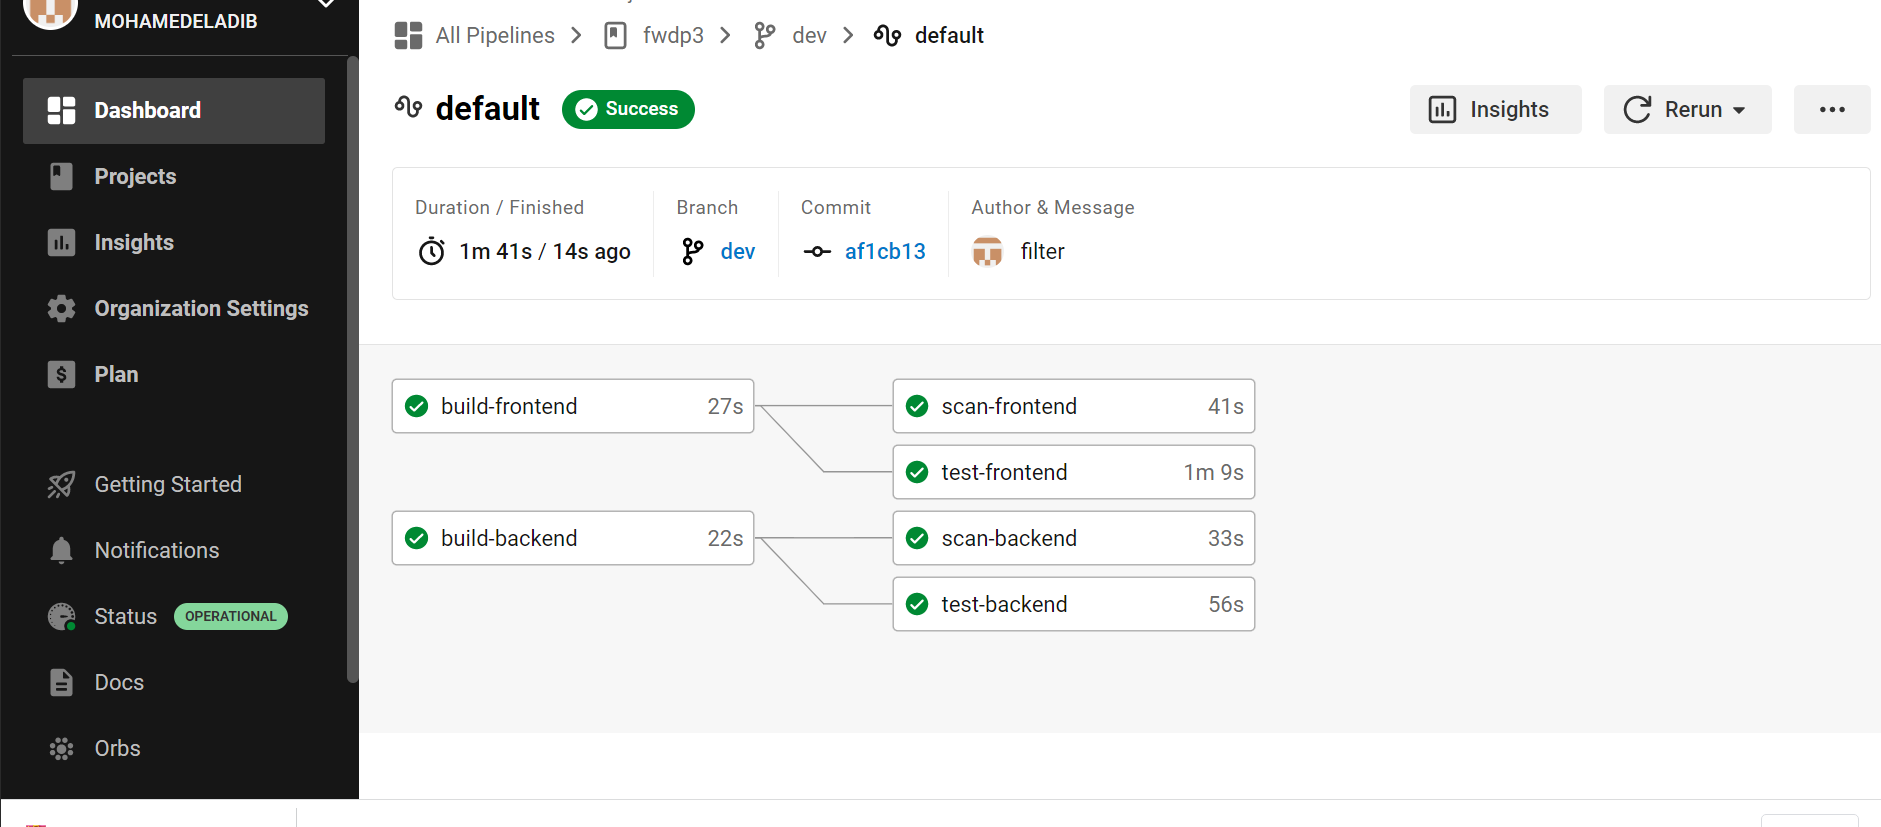 MOHAMEDELADIB
Dashboard
Projects
Insights
Organization Settings
Plan
Getting Started
Notifications
Status OPERATIONAL
Docs
Orbs
All Pipelines fwdp3 dev default
default Success
Insights Rerun
Duration / Finished Branch Commit Author & Message
1m 41s / 14s ago dev af1cb13 filter
build-frontend 27s
scan-frontend 41s
test-frontend 1m 9s
build-backend 22s
scan-backend 33s
test-backend 56s